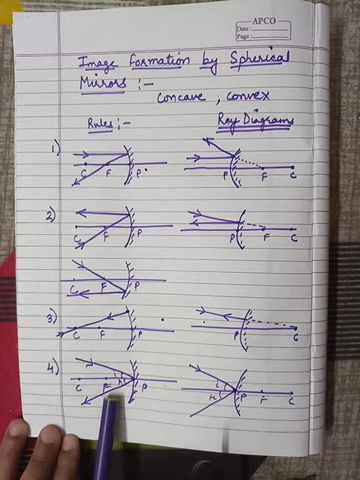 APCO
Date :
Page :
Image Formation by Spherical
Mirrors :-
Concave , convex
Rules :-
Ray Diagrams
1)
C F P
P F C
2)
C F P
P F C
C F P
3)
C F P
P C
4)
C F i r P
i r P F C